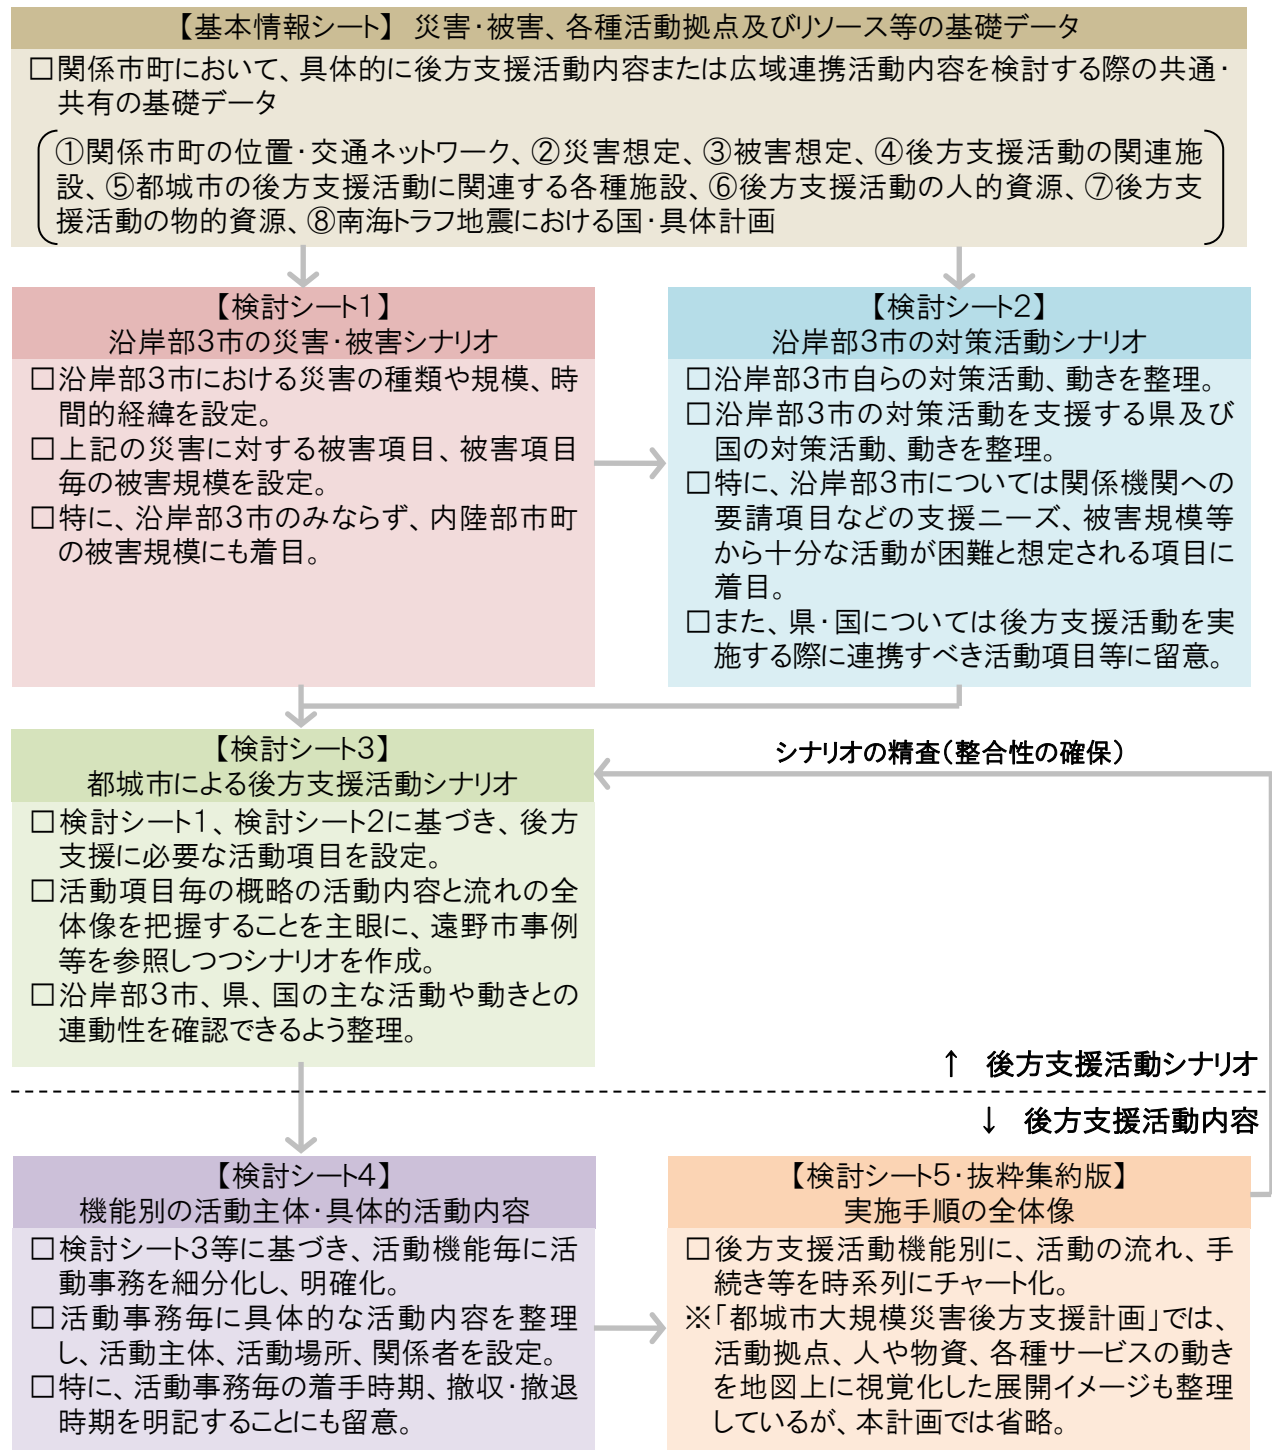 【基本情報シート】 災害・被害、各種活動拠点及びリソース等の基礎データ
□関係市町において、具体的に後方支援活動内容または広域連携活動内容を検討する際の共通・
共有の基礎データ
①関係市町の位置・交通ネットワーク、②災害想定、③被害想定、④後方支援活動の関連施
設、⑤都城市の後方支援活動に関連する各種施設、⑥後方支援活動の人的資源、⑦後方支
援活動の物的資源、⑧南海トラフ地震における国・具体計画
【検討シート1】
沿岸部3市の災害・被害シナリオ
□沿岸部3市における災害の種類や規模、時
間的経緯を設定。
□上記の災害に対する被害項目、被害項目
毎の被害規模を設定。
□特に、沿岸部3市のみならず、内陸部市町
の被害規模にも着目。
【検討シート2】
沿岸部3市の対策活動シナリオ
□沿岸部3市自らの対策活動、動きを整理。
□沿岸部3市の対策活動を支援する県及び
国の対策活動、動きを整理。
□特に、沿岸部3市については関係機関への
要請項目などの支援ニーズ、被害規模等
から十分な活動が困難と想定される項目に
着目。
□また、県・国については後方支援活動を実
施する際に連携すべき活動項目等に留意。
【検討シート3】
都城市による後方支援活動シナリオ
□検討シート1、検討シート2に基づき、後方
支援に必要な活動項目を設定。
□活動項目毎の概略の活動内容と流れの全
体像を把握することを主眼に、遠野市事例
等を参照しつつシナリオを作成。
□沿岸部3市、県、国の主な活動や動きとの
連動性を確認できるよう整理。
シナリオの精査(整合性の確保)
↑ 後方支援活動シナリオ
↓ 後方支援活動内容
【検討シート4】
機能別の活動主体・具体的活動内容
□検討シート3等に基づき、活動機能毎に活
動事務を細分化し、明確化。
□活動事務毎に具体的な活動内容を整理
し、活動主体、活動場所、関係者を設定。
□特に、活動事務毎の着手時期、撤収・撤退
時期を明記することにも留意。
【検討シート5・抜粋集約版】
実施手順の全体像
□後方支援活動機能別に、活動の流れ、手
続き等を時系列にチャート化。
※「都城市大規模災害後方支援計画」では、
活動拠点、人や物資、各種サービスの動き
を地図上に視覚化した展開イメージも整理
しているが、本計画では省略。